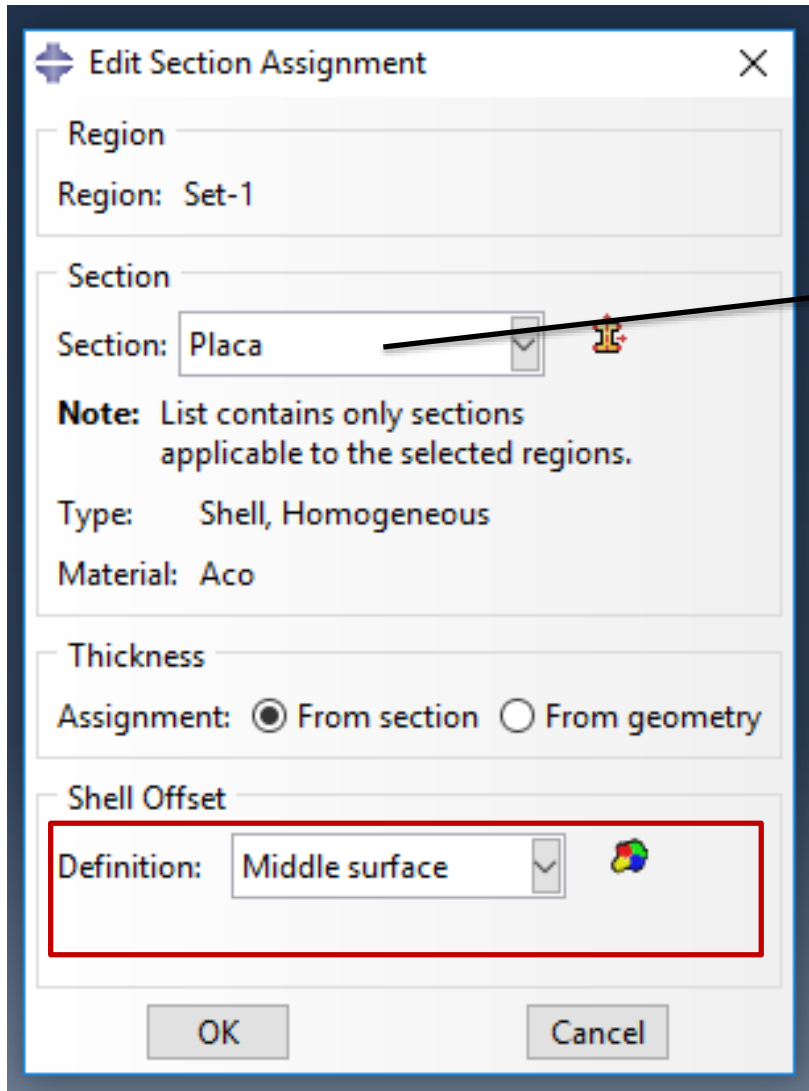 Edit Section Assignment
Region
Region: Set-1
Section
Section: Placa
Note: List contains only sections
applicable to the selected regions.
Type: Shell, Homogeneous
Material: Aco
Thickness
Assignment: From section From geometry
Shell Offset
Definition: Middle surface
OK Cancel